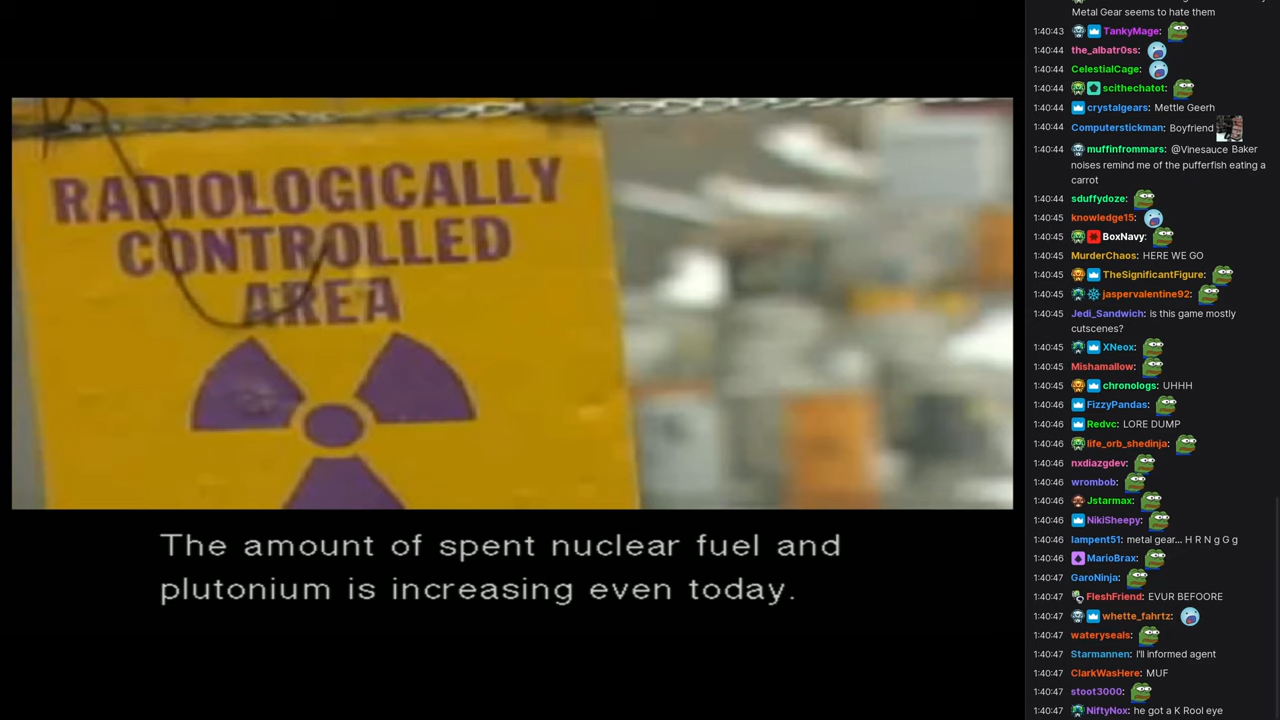 RADIOLOGICALLY
CONTROLLED
AREA
The amount of spent nuclear fuel and
plutonium is increasing even today.
Metal Gear seems to hate them
1:40:43 TankyMage:
1:40:44 the_albatr0ss:
1:40:44 CelestialCage:
1:40:44 scithechatot:
1:40:44 crystalgears: Mettle Geerh
1:40:44 Computerstickman: Boyfriend
1:40:44 muffinfrommars: @Vinesauce Baker
noises remind me of the pufferfish eating a
carrot
1:40:44 sduffydoze:
1:40:45 knowledge15:
1:40:45 BoxNavy:
1:40:45 MurderChaos: HERE WE GO
1:40:45 TheSignificantFigure:
1:40:45 jaspervalentine92:
1:40:45 Jedi_Sandwich: is this game mostly
cutscenes?
1:40:45 XNeox:
1:40:45 Mishamallow:
1:40:45 chronologs: UHHH
1:40:46 FizzyPandas:
1:40:46 Redvc: LORE DUMP
1:40:46 life_orb_shedinja:
1:40:46 nxdiazgdev:
1:40:46 wrombob:
1:40:46 Jstarmax:
1:40:46 NikiSheepy:
1:40:46 lampent51: metal gear... H R N g G g
1:40:46 MarioBrax:
1:40:47 GaroNinja:
1:40:47 FleshFriend: EVUR BEFOORE
1:40:47 whette_fahrtz:
1:40:47 wateryseals:
1:40:47 Starmannen: I'll informed agent
1:40:47 ClarkWasHere: MUF
1:40:47 stoot3000:
1:40:47 NiftyNox: he got a K Rool eye